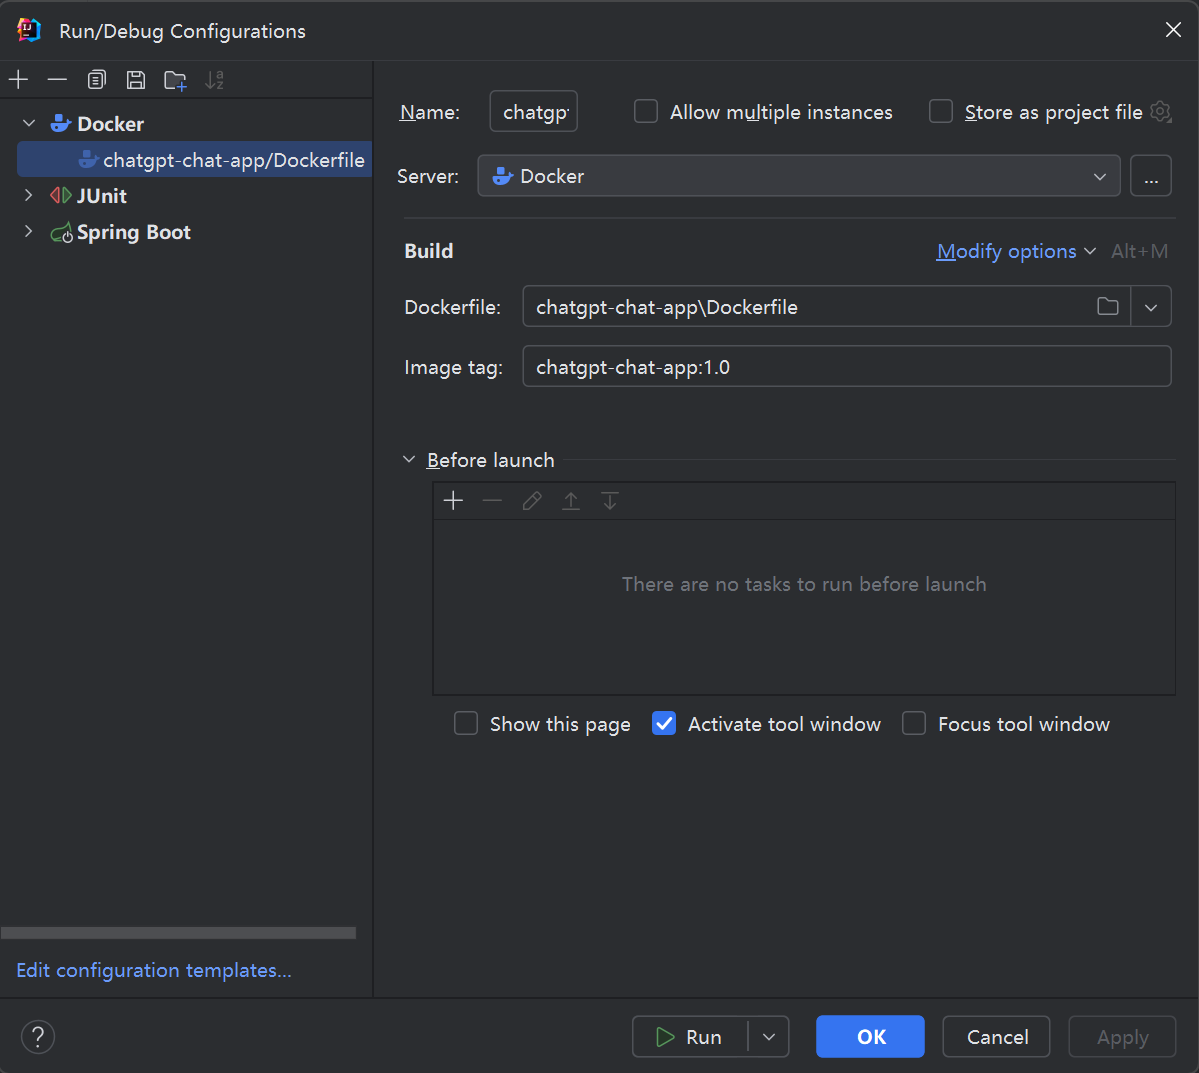 Run/Debug Configurations
Docker
chatgpt-chat-app/Dockerfile
JUnit
Spring Boot
Edit configuration templates...
Name: chatgp Allow multiple instances Store as project file
Server: Docker ...
Build Modify options Alt+M
Dockerfile: chatgpt-chat-app\Dockerfile
Image tag: chatgpt-chat-app:1.0
Before launch
There are no tasks to run before launch
Show this page Activate tool window Focus tool window
? Run OK Cancel Apply